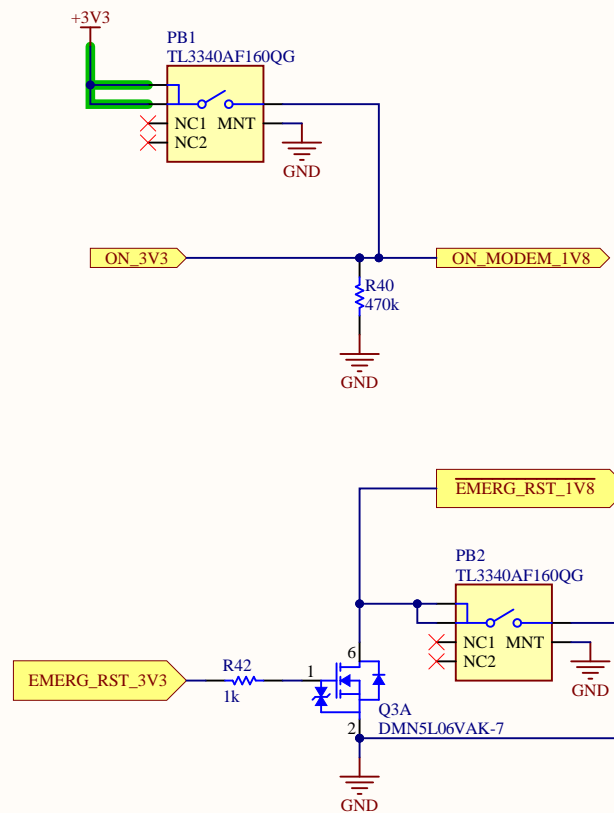 +3V3
PB1
TL3340AF160QG
NC1 MNT
NC2
GND
ON_3V3
ON_MODEM_1V8
R40
470k
GND
EMERG_RST_1V8
PB2
TL3340AF160QG
NC1 MNT
NC2
GND
EMERG_RST_3V3
R42
1k
1
6
2
Q3A
DMN5L06VAK-7
GND